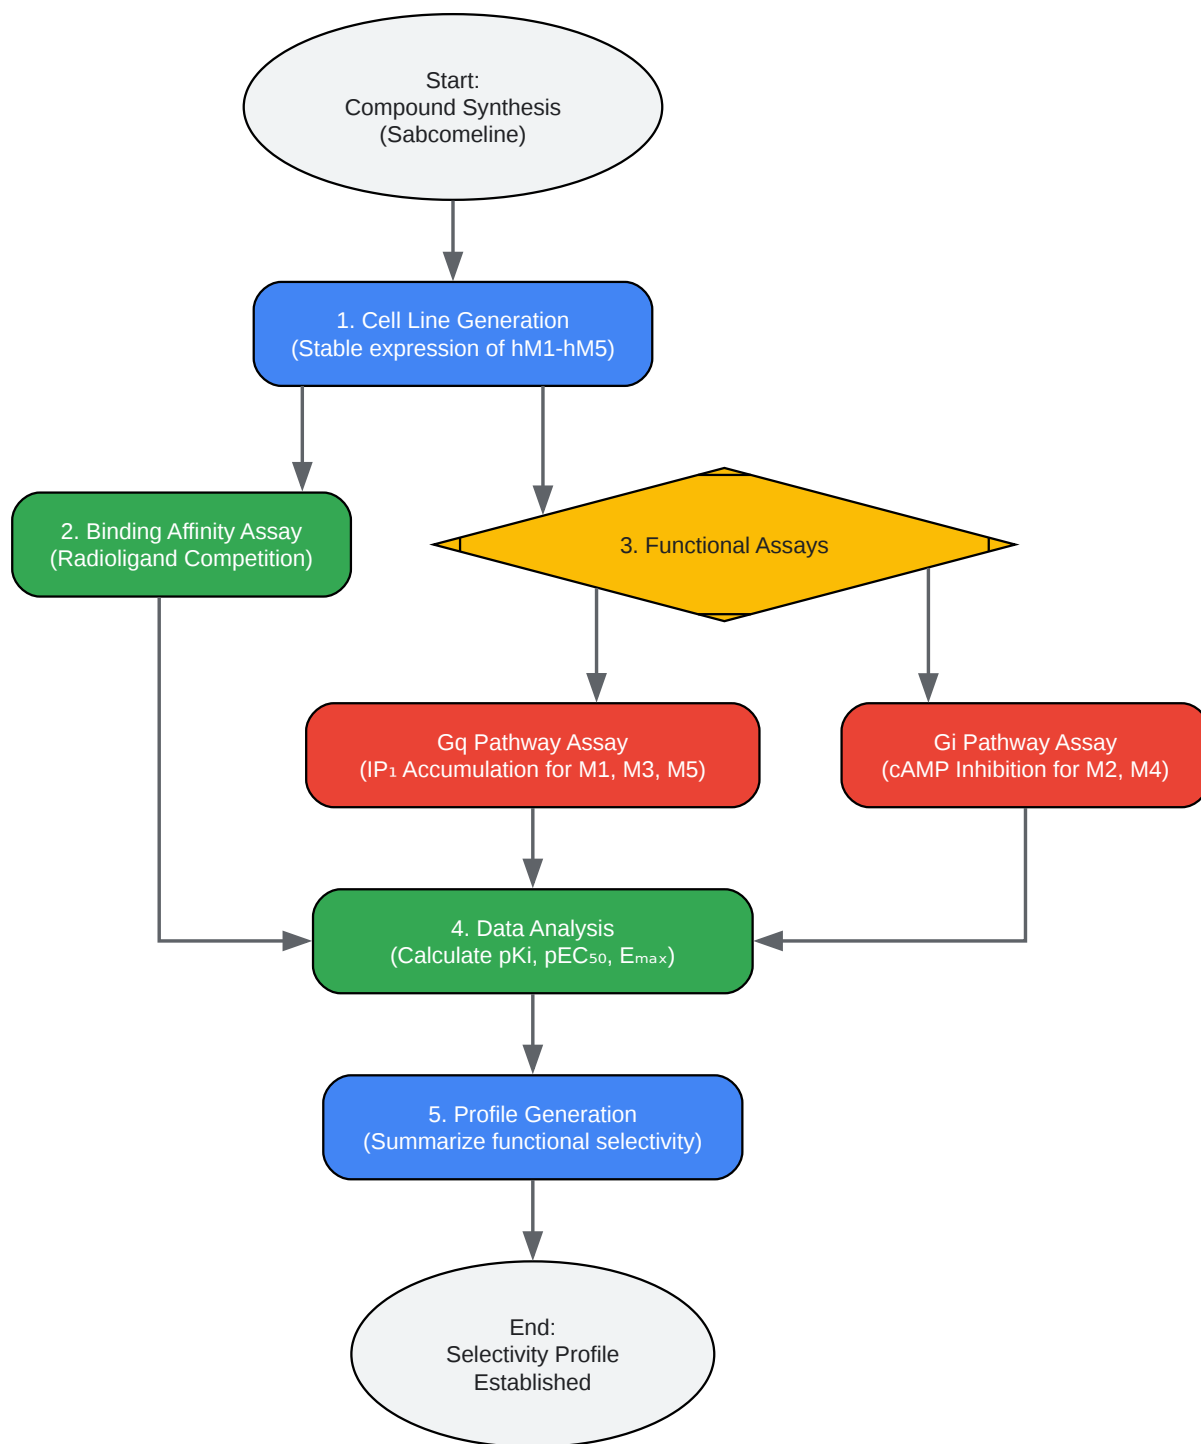 Start:
Compound Synthesis
(Sabcomeline)
1. Cell Line Generation
(Stable expression of hM1-hM5)
2. Binding Affinity Assay
(Radioligand Competition)
3. Functional Assays
Gq Pathway Assay
(IP₁ Accumulation for M1, M3, M5)
Gi Pathway Assay
(cAMP Inhibition for M2, M4)
4. Data Analysis
(Calculate pKi, pEC₅₀, Eₘₐₓ)
5. Profile Generation
(Summarize functional selectivity)
End:
Selectivity Profile
Established